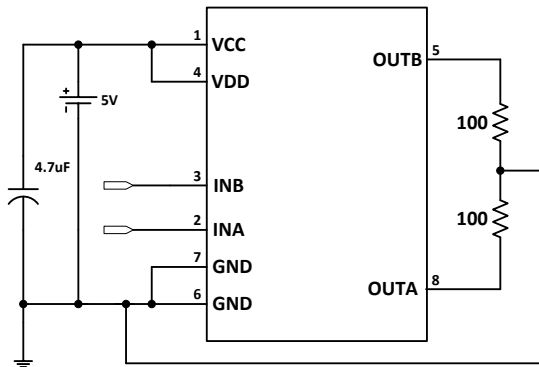 1
VCC
5
OUTB
4
VDD
5V
100
4.7uF
3
INB
2
INA
100
7
GND
8
OUTA
6
GND